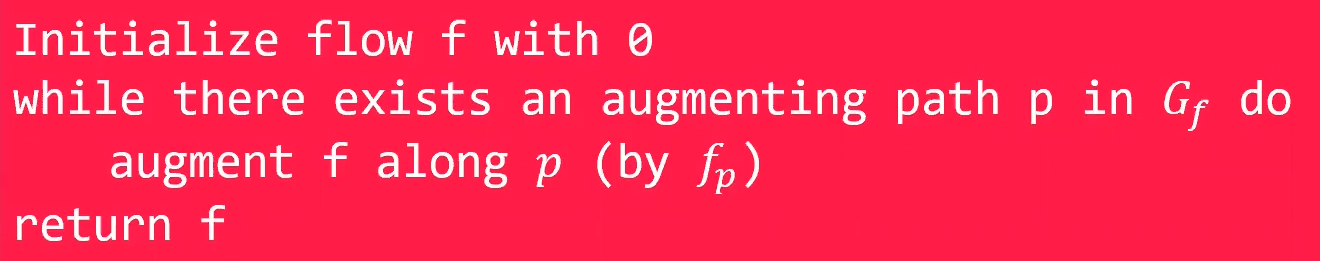 Initialize flow f with 0
while there exists an augmenting path p in G_f do
augment f along p (by f_p)
return f